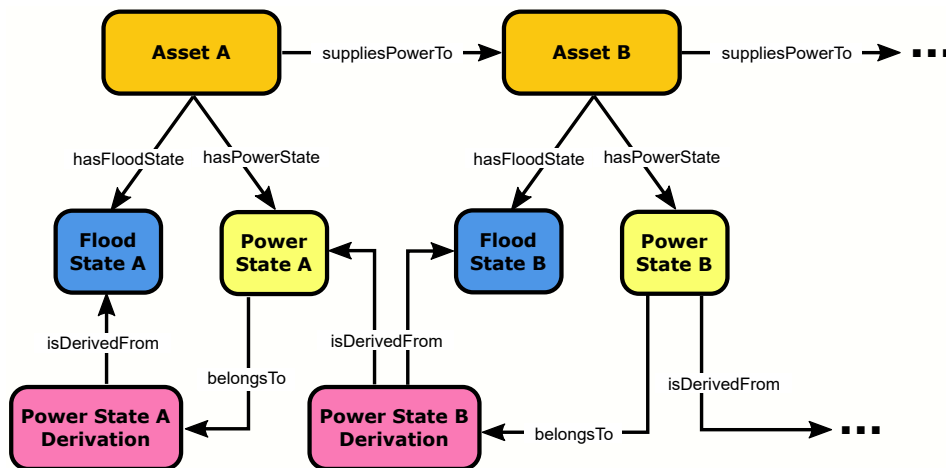 Asset A
suppliesPowerTo
Asset B
suppliesPowerTo
...
hasFloodState
hasPowerState
hasFloodState
hasPowerState
Flood
State A
Power
State A
Flood
State B
Power
State B
isDerivedFrom
belongsTo
isDerivedFrom
isDerivedFrom
Power State A
Derivation
Power State B
Derivation
belongsTo
...